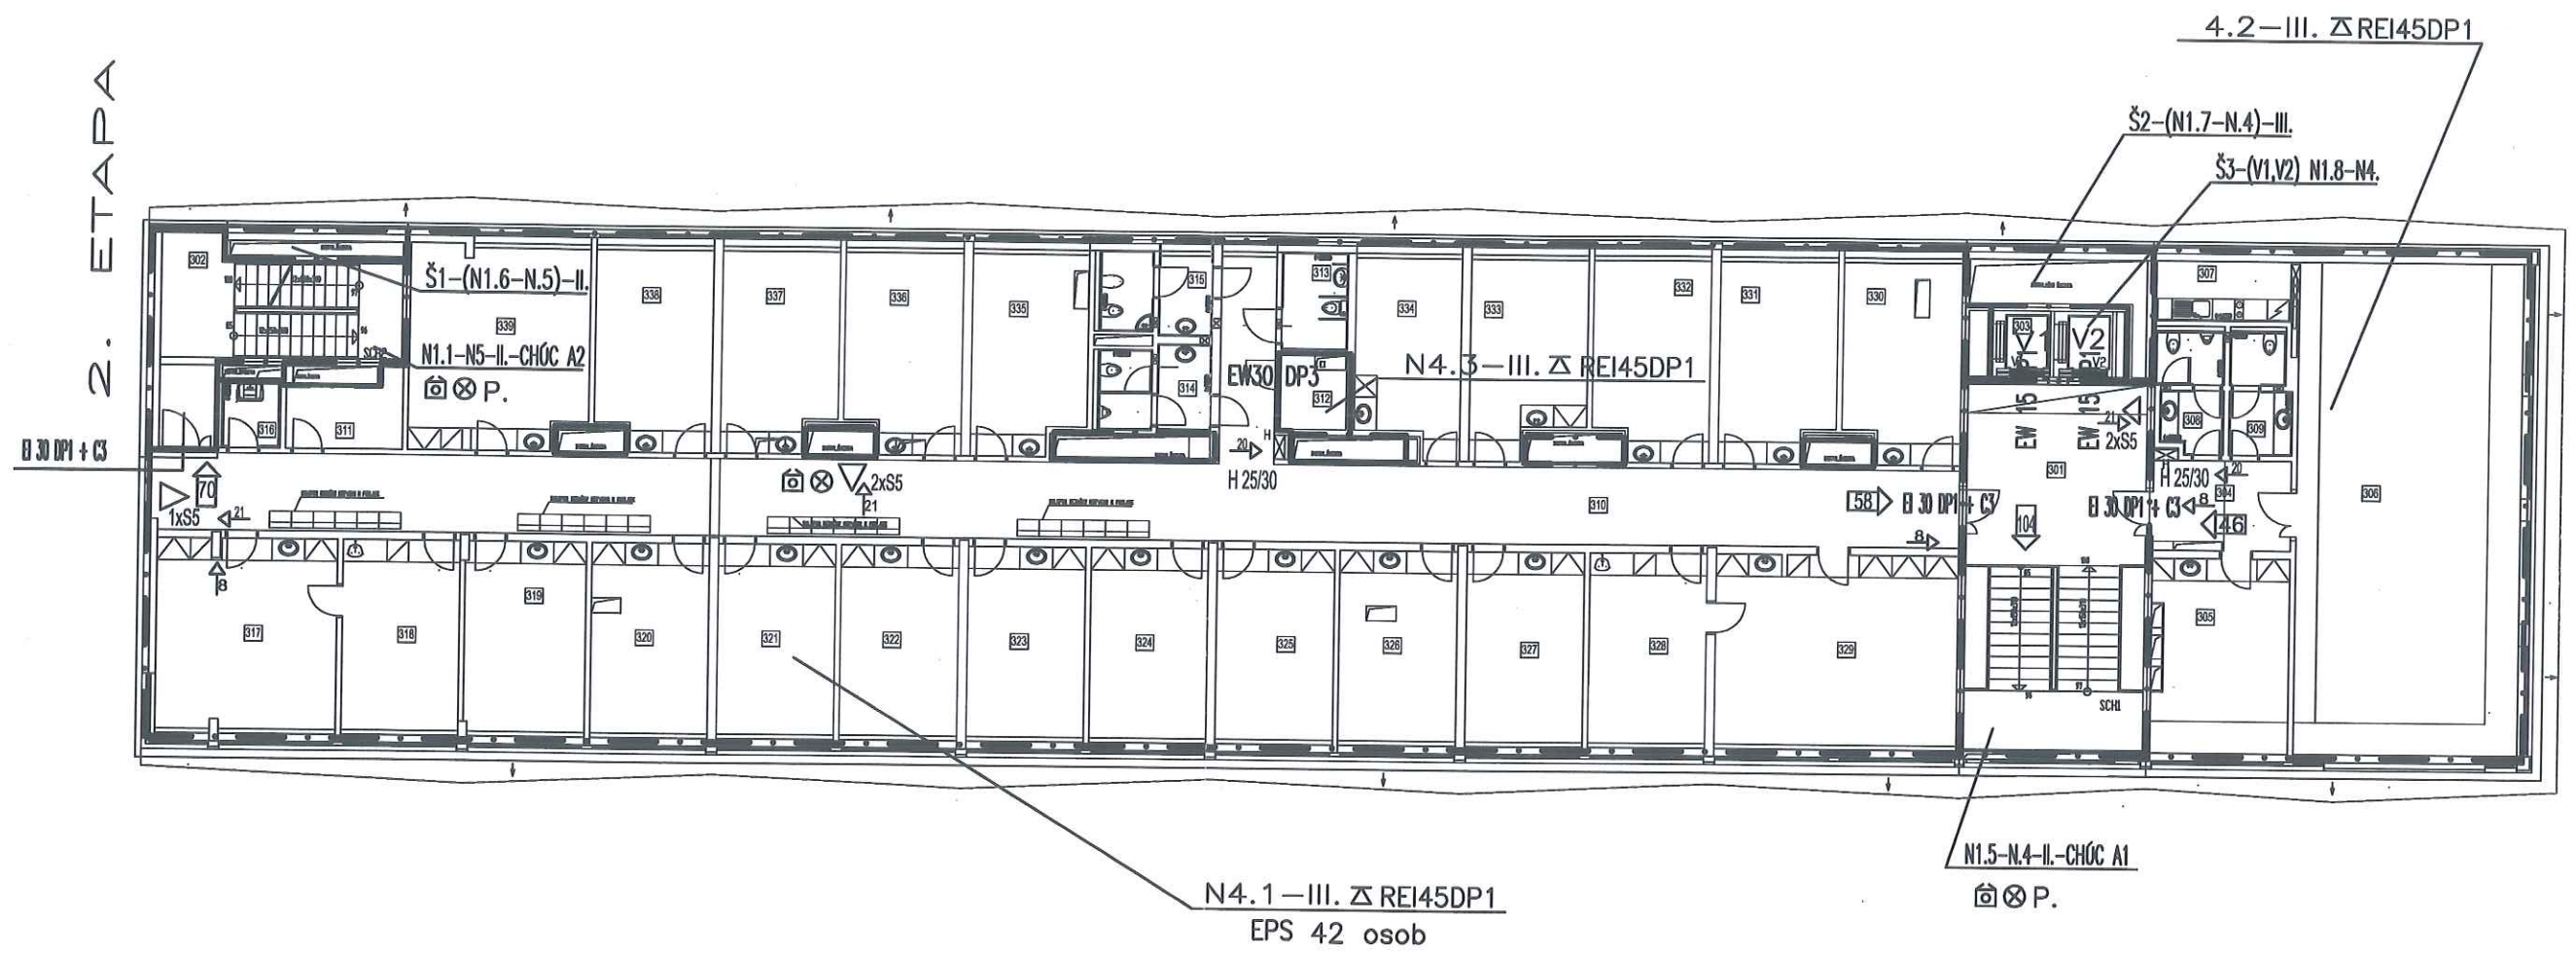 2. ETAPA
4.2-III. REI45DP1
Š2-(N1.7-N.4)-III.
Š3-(V1,V2) N1.8-N4.
Š1-(N1.6-N.5)-II.
N1.1-N5-II.-CHÚC A2
P.
EI 30 DP1 + C3
302
339
338
337
336
335
315
313
334
333
332
331
330
303
V1
V2
307
316
311
314
EW30 DP3
312
N4.3-III. REI45DP1
308
309
EW 15
EW 15
21
2xS5
301
70
1xS5
21
2xS5
21
20
H
H 25/30
310
58
EI 30 DP1 + C3
8
104
EI 30 DP1 + C3
H 25/30
20
304
8
46
306
8
317
318
319
320
321
322
323
324
325
326
327
328
329
305
SCH1
N1.5-N.4-II.-CHÚC A1
P.
N4.1-III. REI45DP1
EPS 42 osob